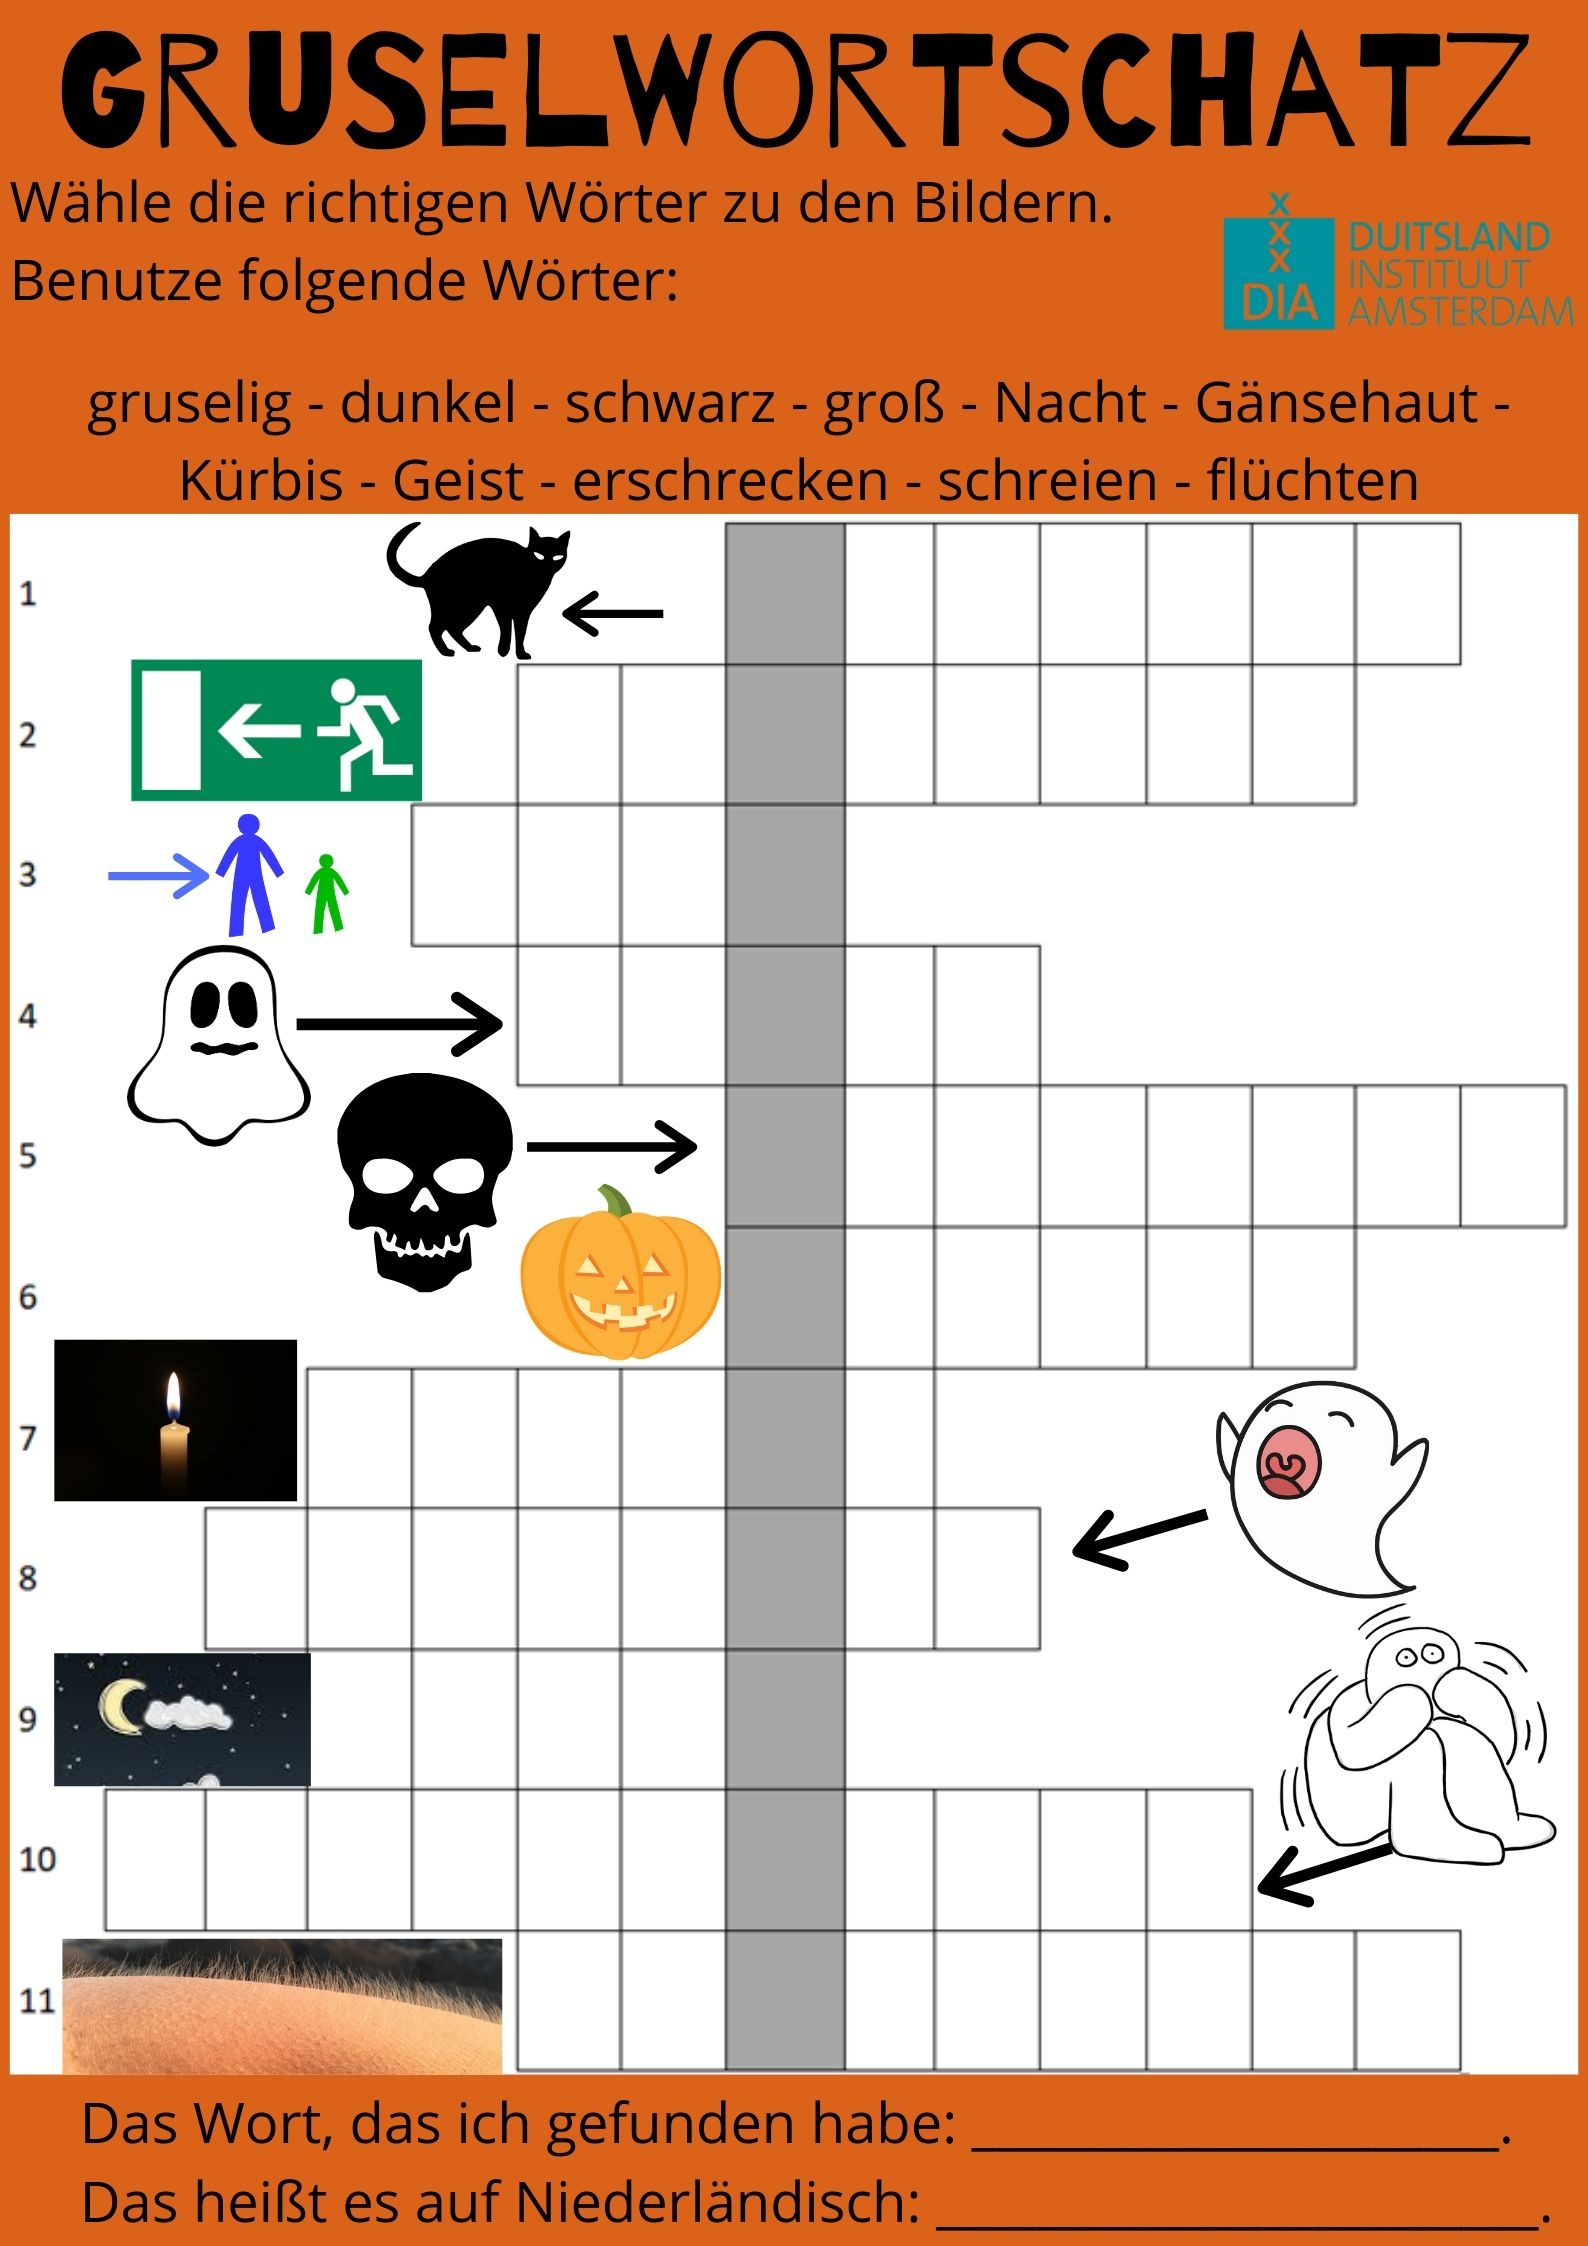 GRUSELWORTSCHATZ
Wähle die richtigen Wörter zu den Bildern.
Benutze folgende Wörter:
X
X
X
DIA
DUITSLAND
INSTITUUT
AMSTERDAM
gruselig - dunkel - schwarz - groß - Nacht - Gänsehaut -
Kürbis - Geist - erschrecken - schreien - flüchten
1
2
3
4
5
6
7
8
9
10
11
Das Wort, das ich gefunden habe: ____________________.
Das heißt es auf Niederländisch: _______________________.